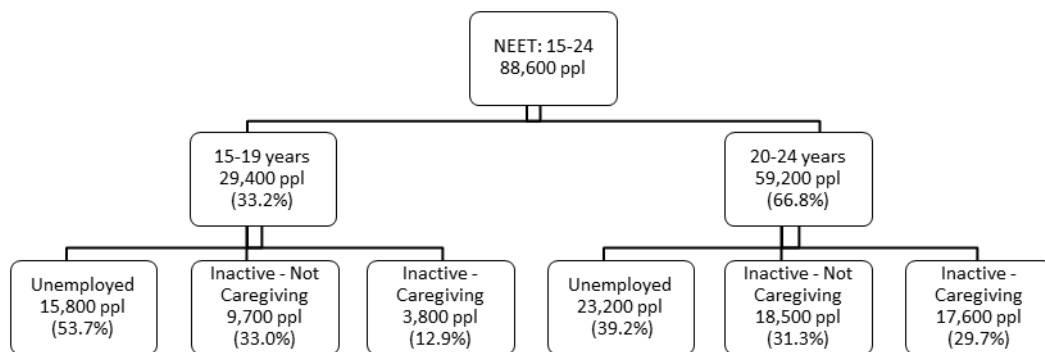 NEET: 15-24
88,600 ppl
15-19 years
29,400 ppl
(33.2%)
20-24 years
59,200 ppl
(66.8%)
Unemployed
15,800 ppl
(53.7%)
Inactive - Not
Caregiving
9,700 ppl
(33.0%)
Inactive -
Caregiving
3,800 ppl
(12.9%)
Unemployed
23,200 ppl
(39.2%)
Inactive - Not
Caregiving
18,500 ppl
(31.3%)
Inactive -
Caregiving
17,600 ppl
(29.7%)